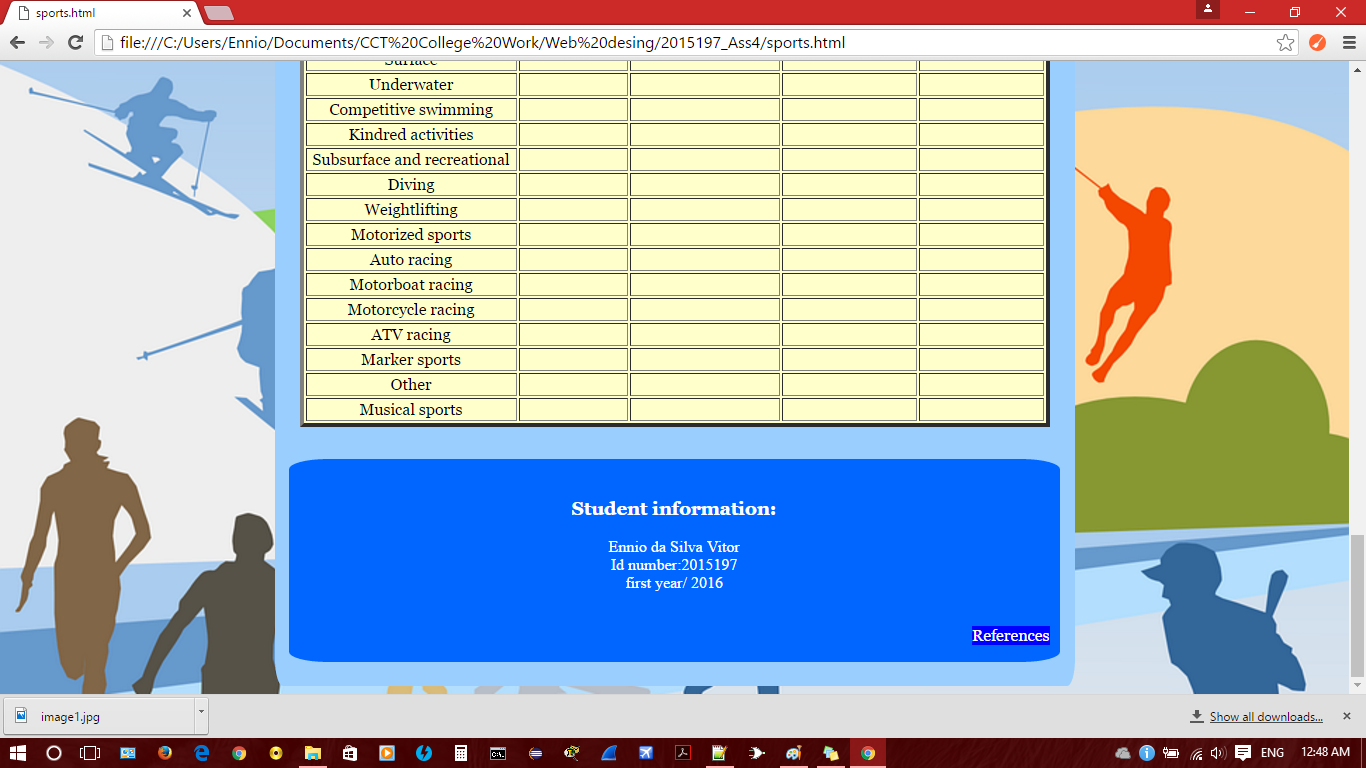 sports.html
file:///C:/Users/Ennio/Documents/CCT%20College%20Work/Web%20desing/2015197_Ass4/sports.html
Surface
Underwater
Competitive swimming
Kindred activities
Subsurface and recreational
Diving
Weightlifting
Motorized sports
Auto racing
Motorboat racing
Motorcycle racing
ATV racing
Marker sports
Other
Musical sports
Student information:
Ennio da Silva Vitor
Id number:2015197
first year/ 2016
References
image1.jpg
Show all downloads...
ENG
12:48 AM